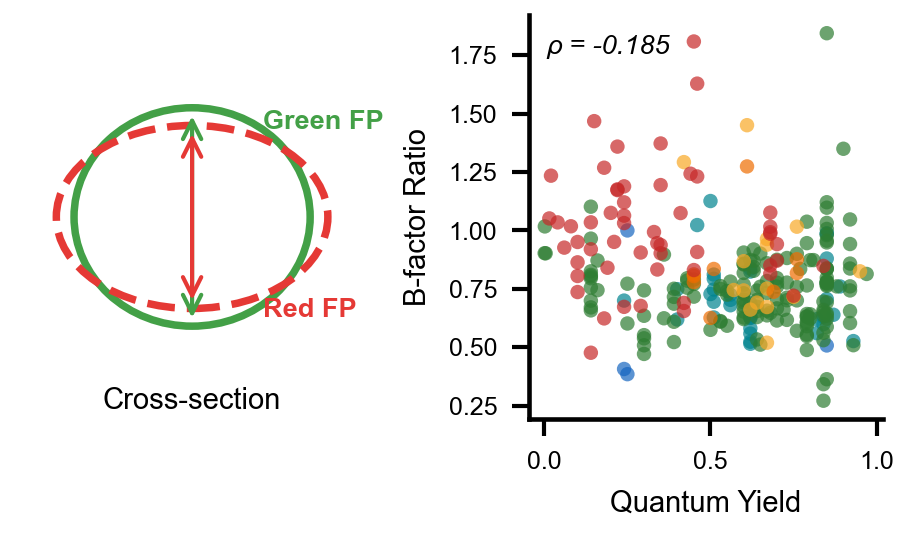 Green FP
Red FP
Cross-section
ρ = -0.185
B-factor Ratio
1.75
1.50
1.25
1.00
0.75
0.50
0.25
0.0
0.5
1.0
Quantum Yield